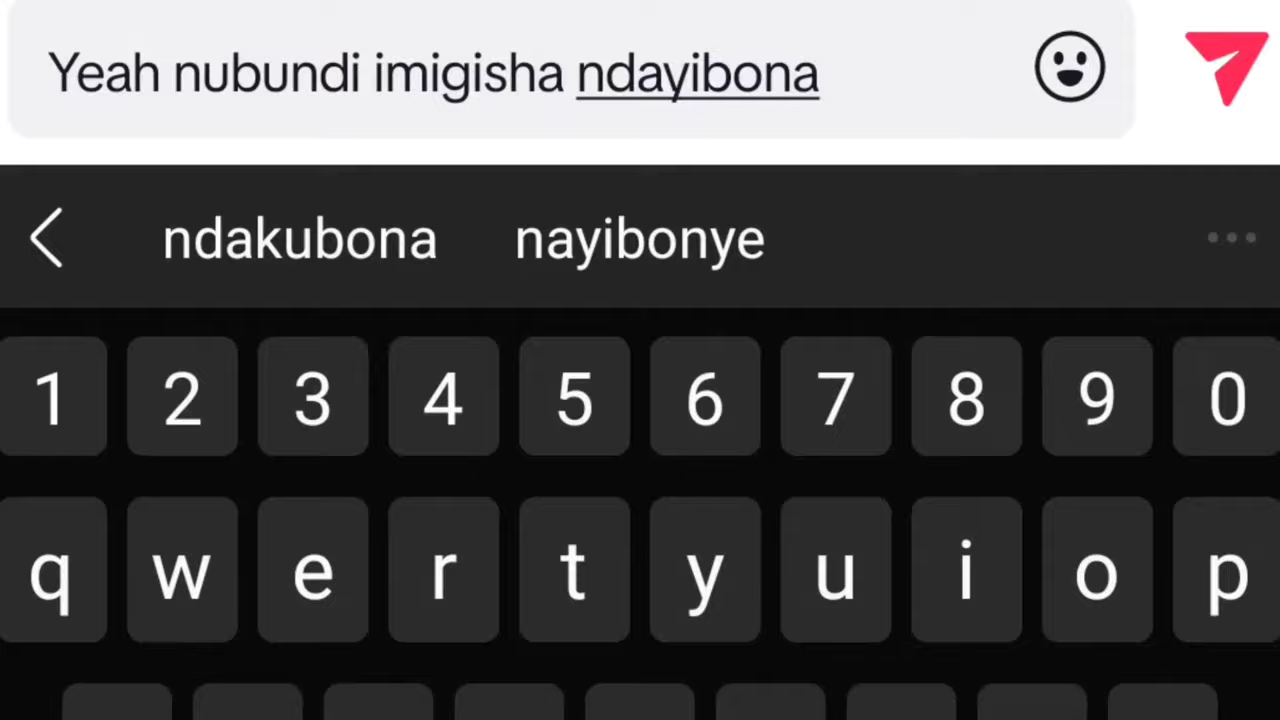 Yeah nubundi imigisha ndayibona
ndakubona nayibonye
1 2 3 4 5 6 7 8 9 0
q w e r t y u i o p